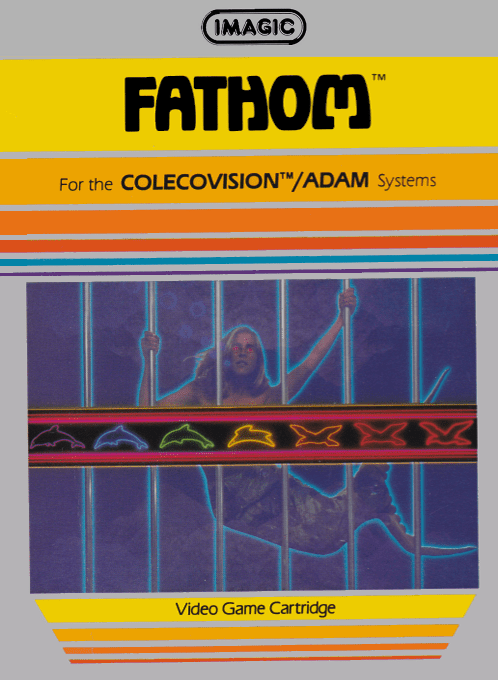 IMAGIC
FATHOM™
For the COLECOVISION™/ADAM Systems
Video Game Cartridge